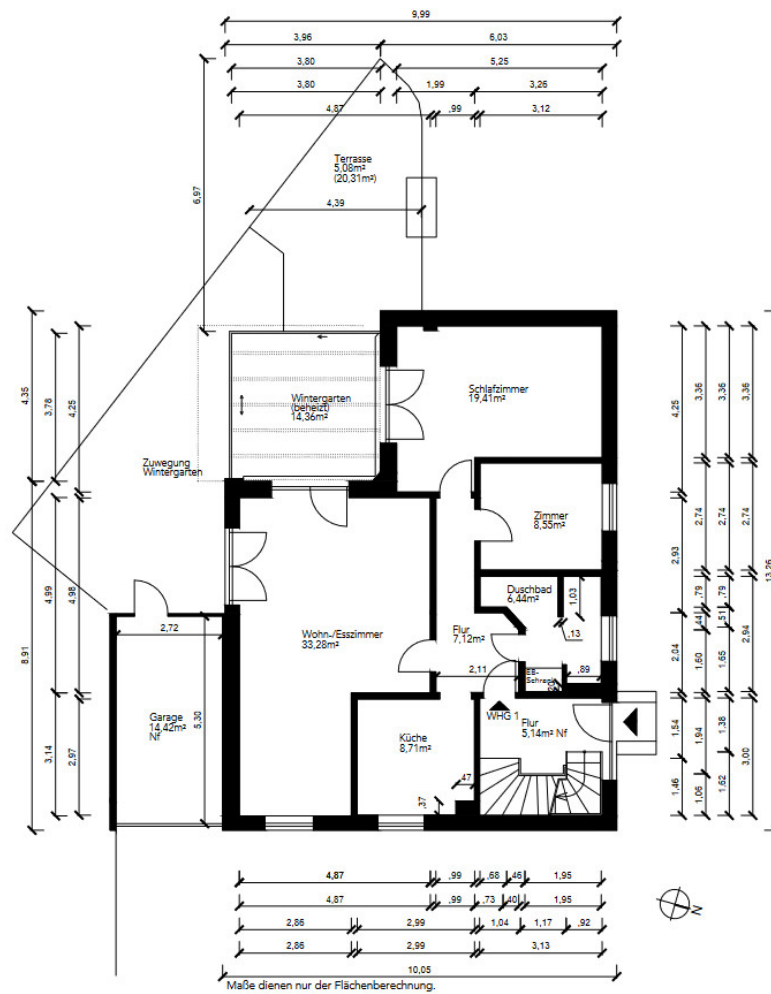 9,99
3,96 6,03
3,80 5,25
3,80 1,99 3,26
4,87 ,99 3,12
6,97
Terrasse
5,08m²
(20,31m²)
4,39
4,35 3,78 4,25
Schlafzimmer
19,41m²
Wintergarten
(beheizt)
14,36m²
4,25 3,36 3,36 3,36
Zuwegung
Wintergarten
Zimmer
8,55m²
2,93 2,74 2,74 2,74
13,26
8,91 4,99 4,98
Duschbad
6,44m²
1,03
,79 ,79
,44 ,51
2,72
Wohn-/Esszimmer
33,28m²
Flur
7,12m²
,13
2,04 1,60 1,65 2,94
2,11
EB-
Schrank
,20
,89
Garage
14,42m²
Nf
5,30
WHG 1
Flur
5,14m² Nf
Küche
8,71m²
3,14 2,97
1,54 1,94 1,38 3,00
,47
,37
1,46 1,06 1,62
4,87 ,99 ,68 ,46 1,95
4,87 ,99 ,73 ,40 1,95
2,86 2,99 1,04 1,17 ,92
2,86 2,99 3,13
N
10,05
Maße dienen nur der Flächenberechnung.